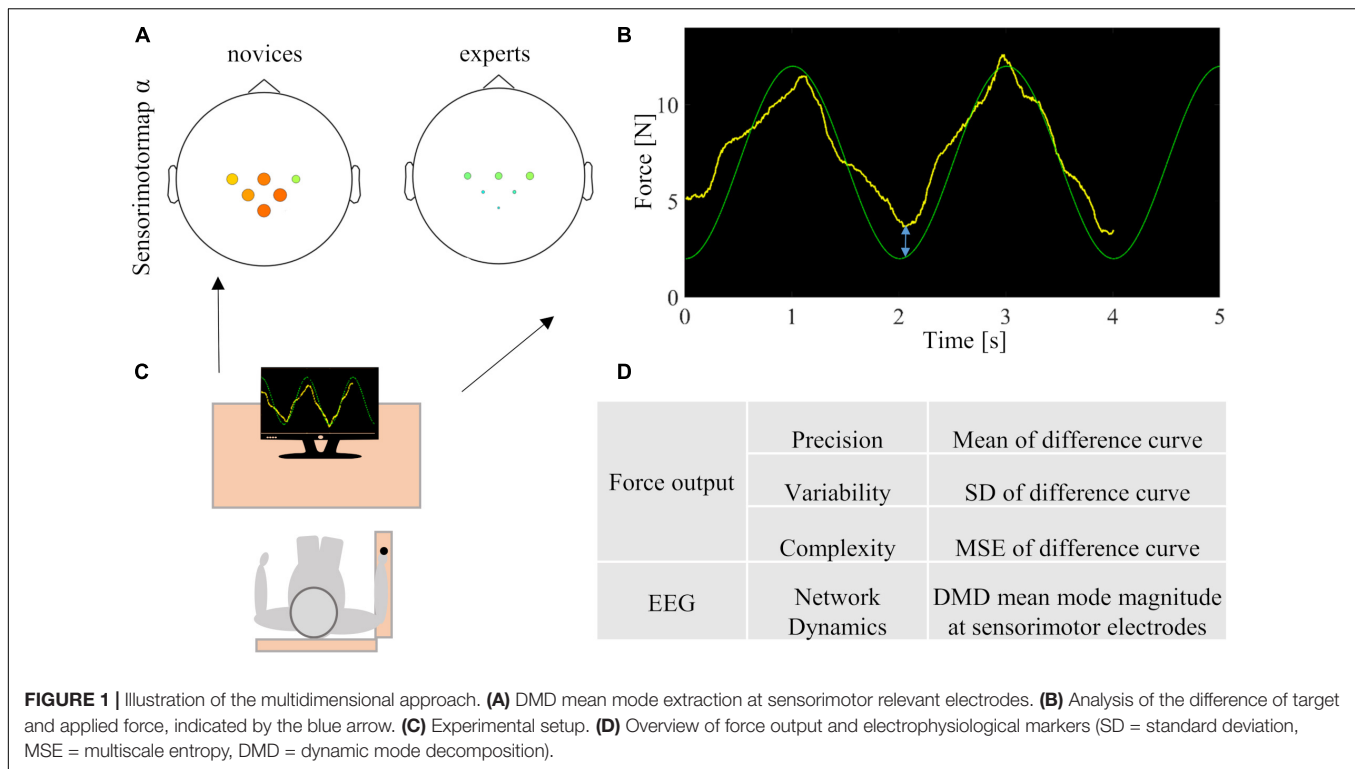 A
novices
experts
Sensorimotormap α
B
Force [N]
10
5
0
0 1 2 3 4 5
Time [s]
C
D
Force output
Precision
Mean of difference curve
Variability
SD of difference curve
Complexity
MSE of difference curve
EEG
Network
Dynamics
DMD mean mode magnitude
at sensorimotor electrodes
FIGURE 1 | Illustration of the multidimensional approach. (A) DMD mean mode extraction at sensorimotor relevant electrodes. (B) Analysis of the difference of target
and applied force, indicated by the blue arrow. (C) Experimental setup. (D) Overview of force output and electrophysiological markers (SD = standard deviation,
MSE = multiscale entropy, DMD = dynamic mode decomposition).